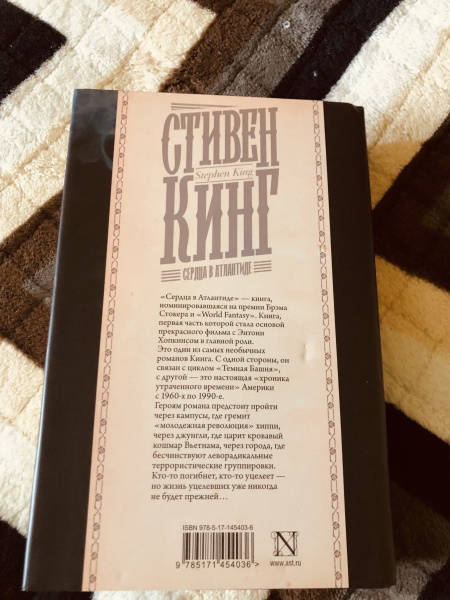 СТИВЕН
Stephen King
КИНГ
СЕРДЦА В АТЛАНТИДЕ
«Сердца в Атлантиде» — книга,
номинировавшаяся на премии Брэма
Стокера и «World Fantasy». Книга,
первая часть которой стала основой
прекрасного фильма с Энтони
Хопкинсом в главной роли.
Это один из самых необычных
романов Кинга. С одной стороны, он
связан с циклом «Темная Башня»,
с другой — это настоящая «хроника
утраченного времени» Америки
с 1960-х по 1990-е.
Героям романа предстоит пройти
через кампусы, где гремит
«молодежная революция» хиппи,
через джунгли, где царит кровавый
кошмар Вьетнама, через города, где
бесчинствуют леворадикальные
террористические группировки.
Кто-то погибнет, кто-то уцелеет —
но жизнь уцелевших уже никогда
не будет прежней…
ISBN 978-5-17-145403-6
9 785171 454036 >
N
www.ast.ru